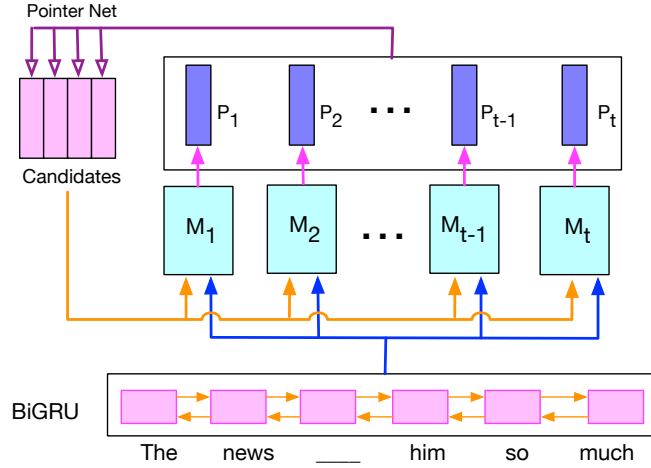 Pointer Net
P1 P2 ... Pt-1 Pt
Candidates
M1 M2 ... Mt-1 Mt
BiGRU
The news ____ him so much